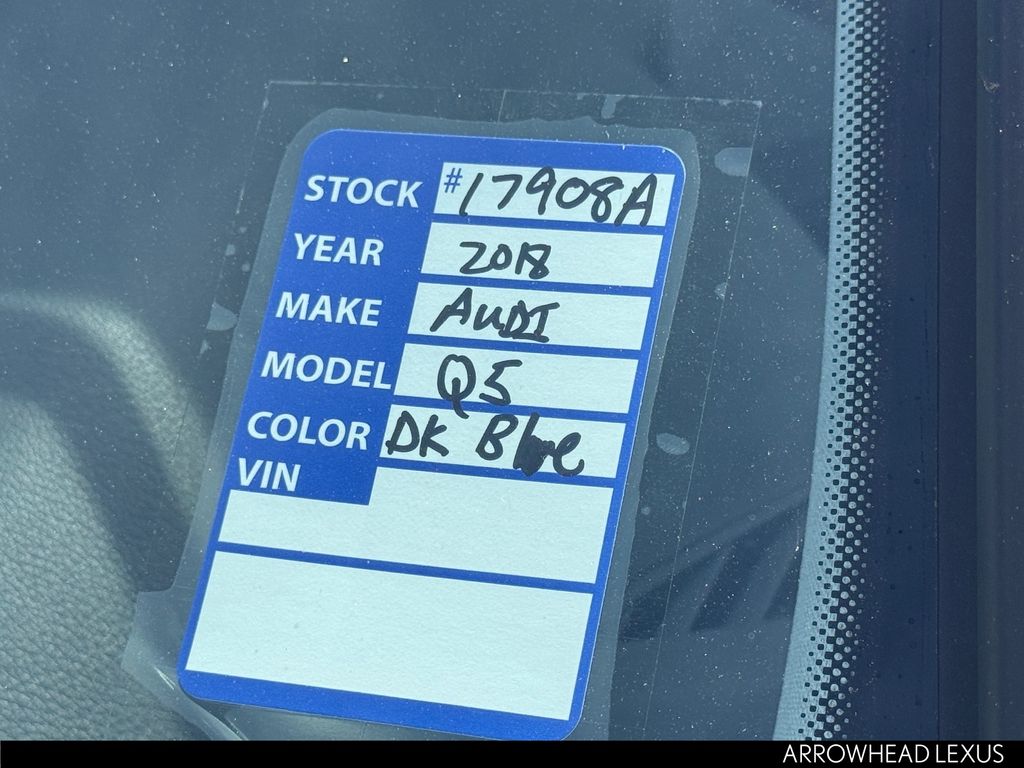 STOCK #17908A
YEAR 2018
MAKE AUDI
MODEL Q5
COLOR DK Blue
VIN
ARROWHEAD LEXUS